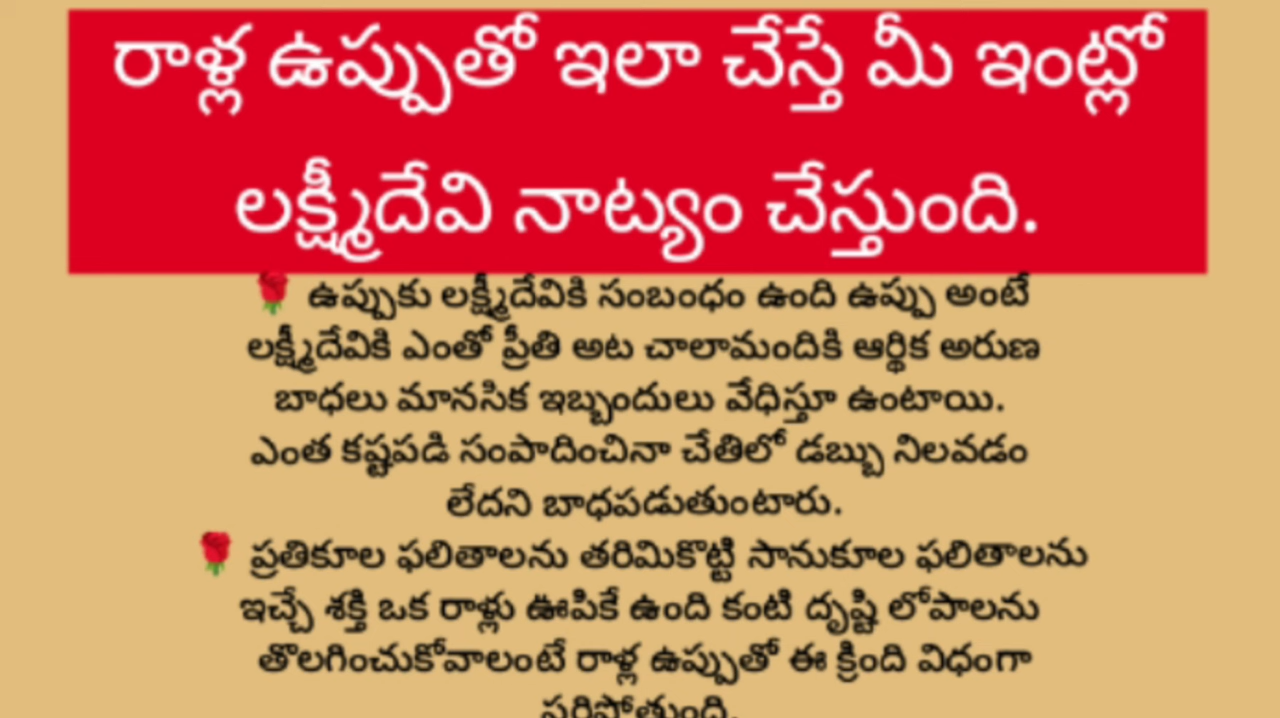 రాళ్ల ఉప్పుతో ఇలా చేస్తే మీ ఇంట్లో
లక్ష్మీదేవి నాట్యం చేస్తుంది.
🌹 ఉప్పుకు లక్ష్మీదేవికి సంబంధం ఉంది ఉప్పు అంటే
లక్ష్మీదేవికి ఎంతో ప్రీతి అట చాలామందికి ఆర్థిక అరుణ
బాధలు మానసిక ఇబ్బందులు వేధిస్తూ ఉంటాయి.
ఎంత కష్టపడి సంపాదించినా చేతిలో డబ్బు నిలవడం
లేదని బాధపడుతుంటారు.
🌹 ప్రతికూల ఫలితాలను తరిమికొట్టి సానుకూల ఫలితాలను
ఇచ్చే శక్తి ఒక రాళ్లు ఊపికే ఉంది కంటి దృష్టి లోపాలను
తొలగించుకోవాలంటే రాళ్ల ఉప్పుతో ఈ క్రింది విధంగా
సరిపోతుంది.